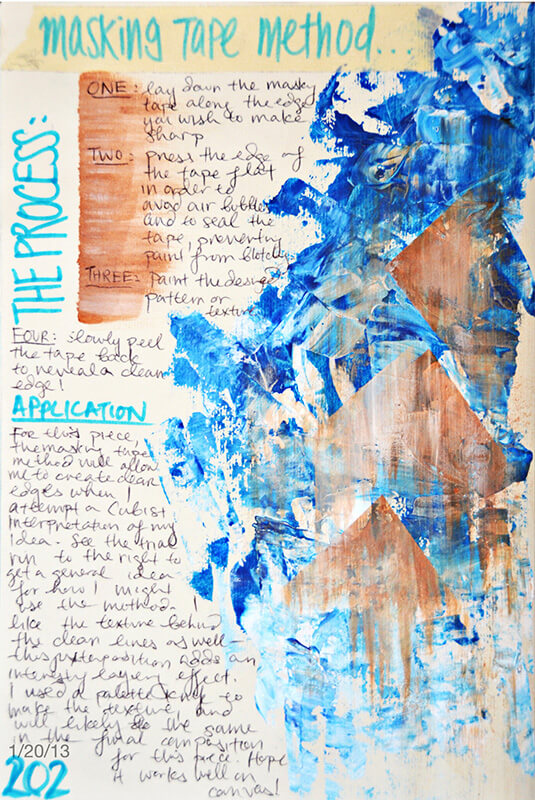 masking Tape method...
THE PROCESS:
ONE: lay down the masking
tape along the edge
you wish to make
sharp
TWO: press the edge of
the tape flat
in order to
avoid air bubbles
and to seal the
tape, preventing
paint from blotching
THREE: paint the desired
pattern or
texture
FOUR: slowly peel
the tape back
to reveal a clean
edge!
APPLICATION
For this piece,
the masking tape
method will allow
me to create clean
edges when I
attempt a Cubist
interpretation of my
idea. See the trial
run to the right to
get a general idea
for how I might
use the method. I
like the texture behind
the clean lines as well -
this juxtaposition adds an
interesting layering effect.
I used a palette knife to
make the texture and
will likely do the same
in the final composition
for this piece. Hope
it works well on
canvas!
1/20/13
202